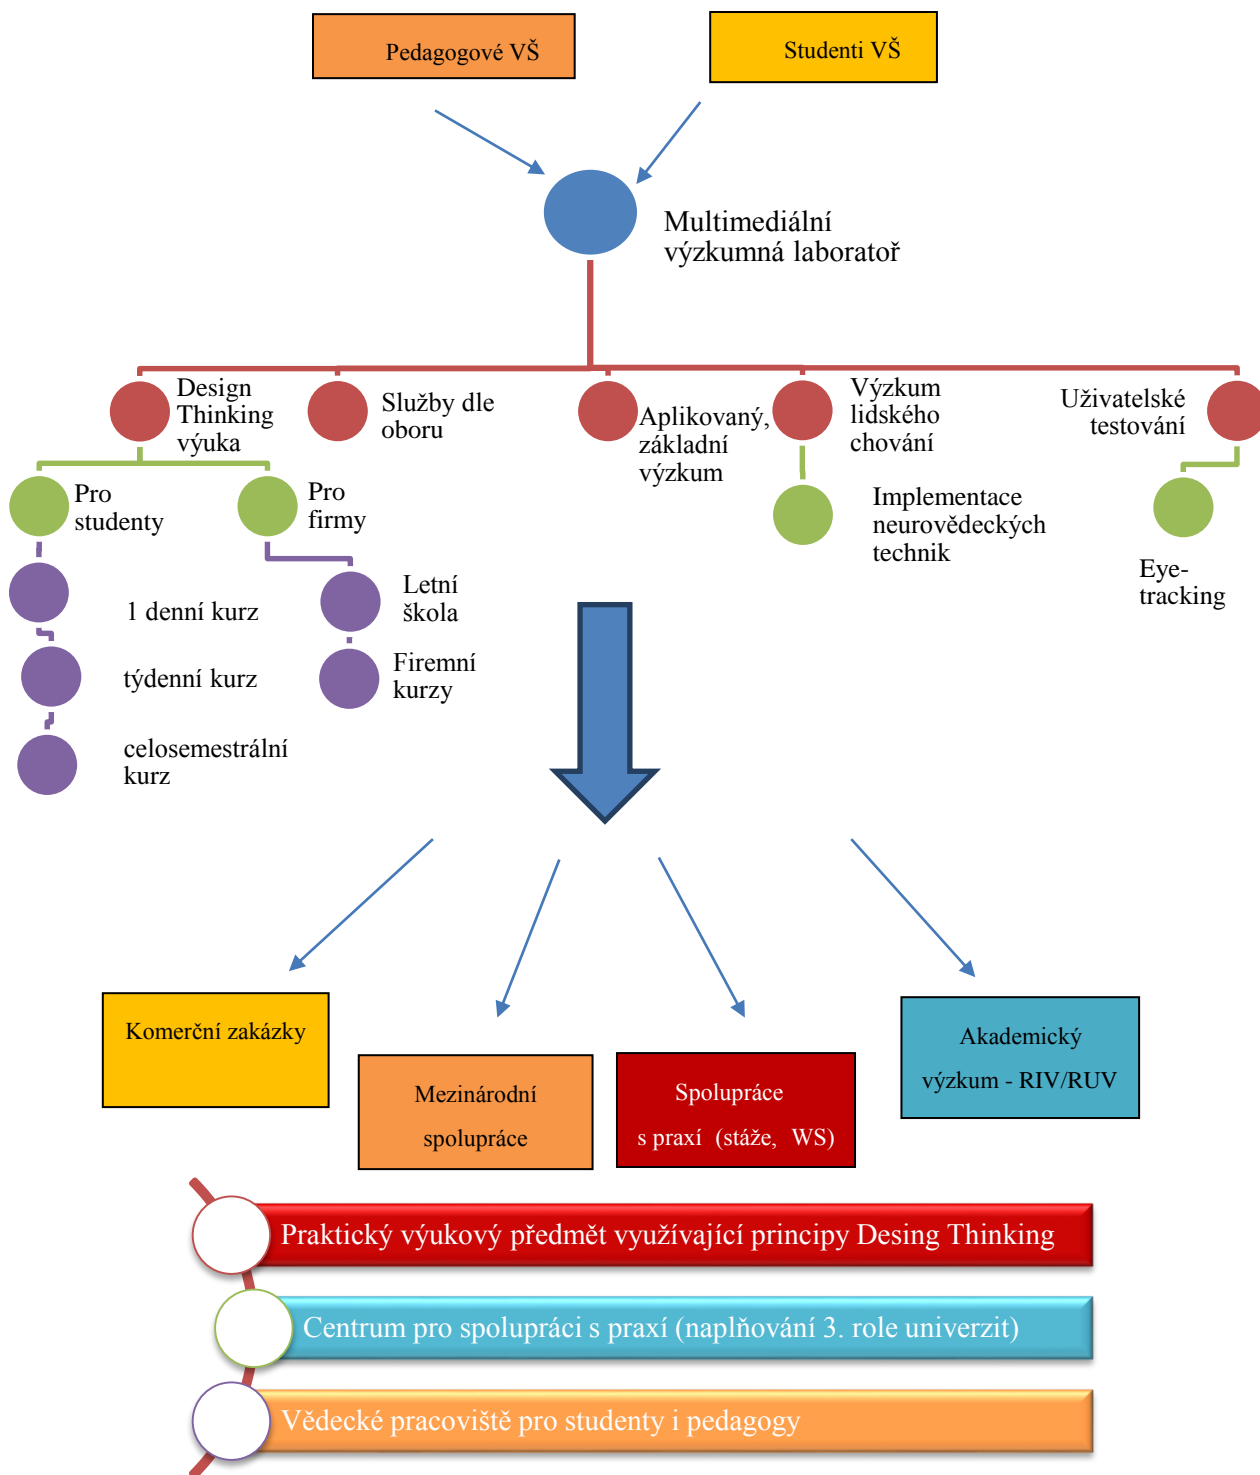 Pedagogové VŠ
Studenti VŠ
Multimediální
výzkumná laboratoř
Design
Thinking
výuka
Služby dle
oboru
Aplikovaný,
základní
výzkum
Výzkum
lidského
chování
Uživatelské
testování
Pro
studenty
Pro
firmy
Implementace
neurovědeckých
technik
Eye-
tracking
1 denní kurz
týdenní kurz
celosemestrální
kurz
Letní
škola
Firemní
kurzy
Komerční zakázky
Mezinárodní
spolupráce
Spolupráce
s praxí (stáže, WS)
Akademický
výzkum - RIV/RUV
Praktický výukový předmět využívající principy Desing Thinking
Centrum pro spolupráci s praxí (naplňování 3. role univerzit)
Vědecké pracoviště pro studenty i pedagogy